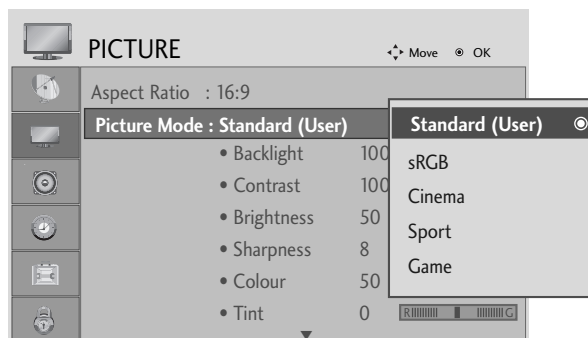 PICTURE
Move OK
Aspect Ratio : 16:9
Picture Mode : Standard (User)
• Backlight 100
• Contrast 100
• Brightness 50
• Sharpness 8
• Colour 50
• Tint 0 R G
Standard (User)
sRGB
Cinema
Sport
Game